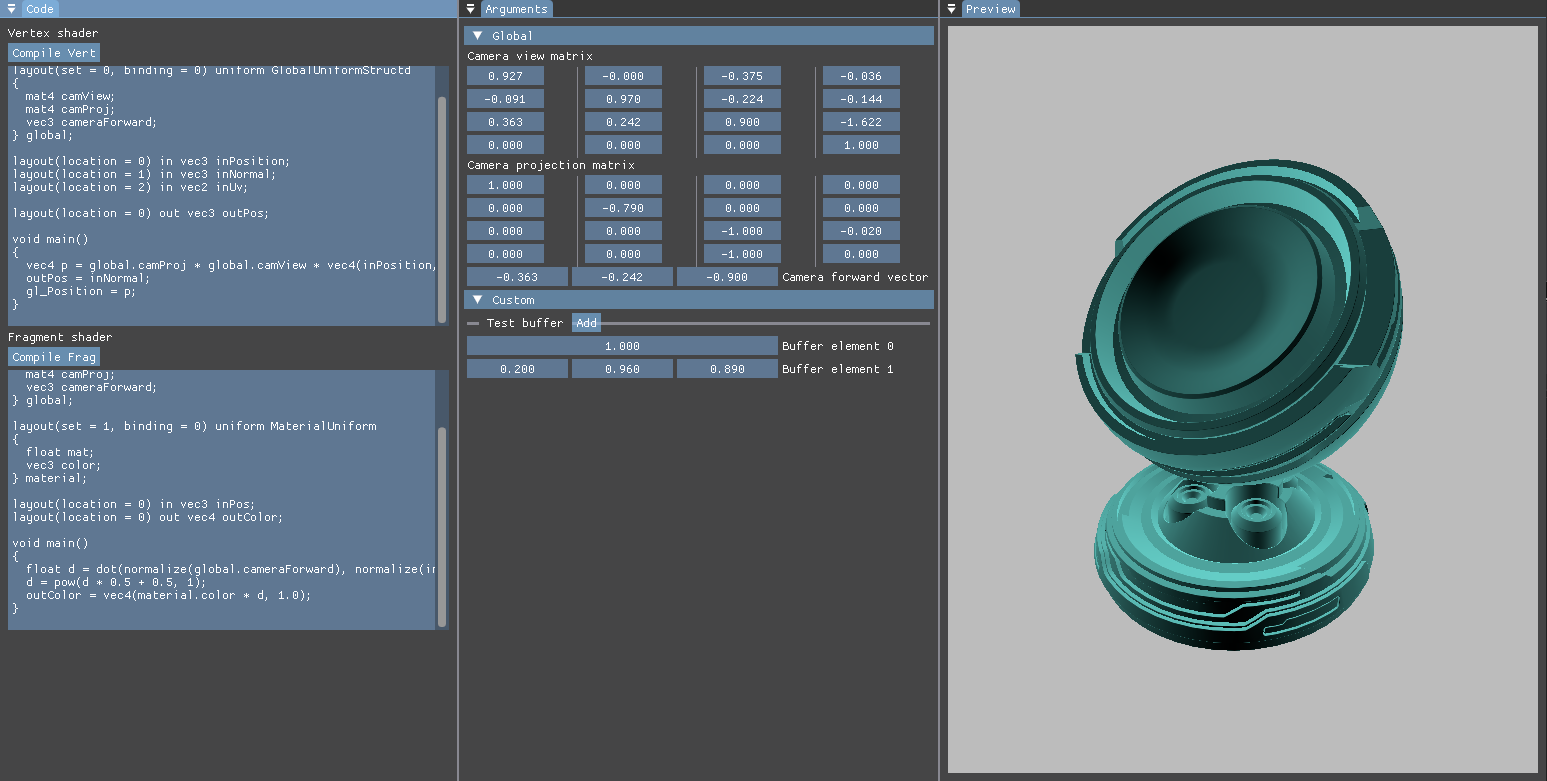 Code
Vertex shader
Compile Vert
layout(set = 0, binding = 0) uniform GlobalUniformStructd
{
mat4 camView;
mat4 camProj;
vec3 cameraForward;
} global;
layout(location = 0) in vec3 inPosition;
layout(location = 1) in vec3 inNormal;
layout(location = 2) in vec2 inUv;
layout(location = 0) out vec3 outPos;
void main()
{
vec4 p = global.camProj * global.camView * vec4(inPosition,
outPos = inNormal;
gl_Position = p;
}
Fragment shader
Compile Frag
mat4 camProj;
vec3 cameraForward;
} global;
layout(set = 1, binding = 0) uniform MaterialUniform
{
float mat;
vec3 color;
} material;
layout(location = 0) in vec3 inPos;
layout(location = 0) out vec4 outColor;
void main()
{
float d = dot(normalize(global.cameraForward), normalize(in
d = pow(d * 0.5 + 0.5, 1);
outColor = vec4(material.color * d, 1.0);
}
Arguments
Global
Camera view matrix
0.927 -0.000 -0.375 -0.036
-0.091 0.970 -0.224 -0.144
0.363 0.242 0.900 -1.622
0.000 0.000 0.000 1.000
Camera projection matrix
1.000 0.000 0.000 0.000
0.000 -0.790 0.000 0.000
0.000 0.000 -1.000 -0.020
0.000 0.000 -1.000 0.000
-0.363 -0.242 -0.900 Camera forward vector
Custom
Test buffer Add
1.000 Buffer element 0
0.200 0.960 0.890 Buffer element 1
Preview